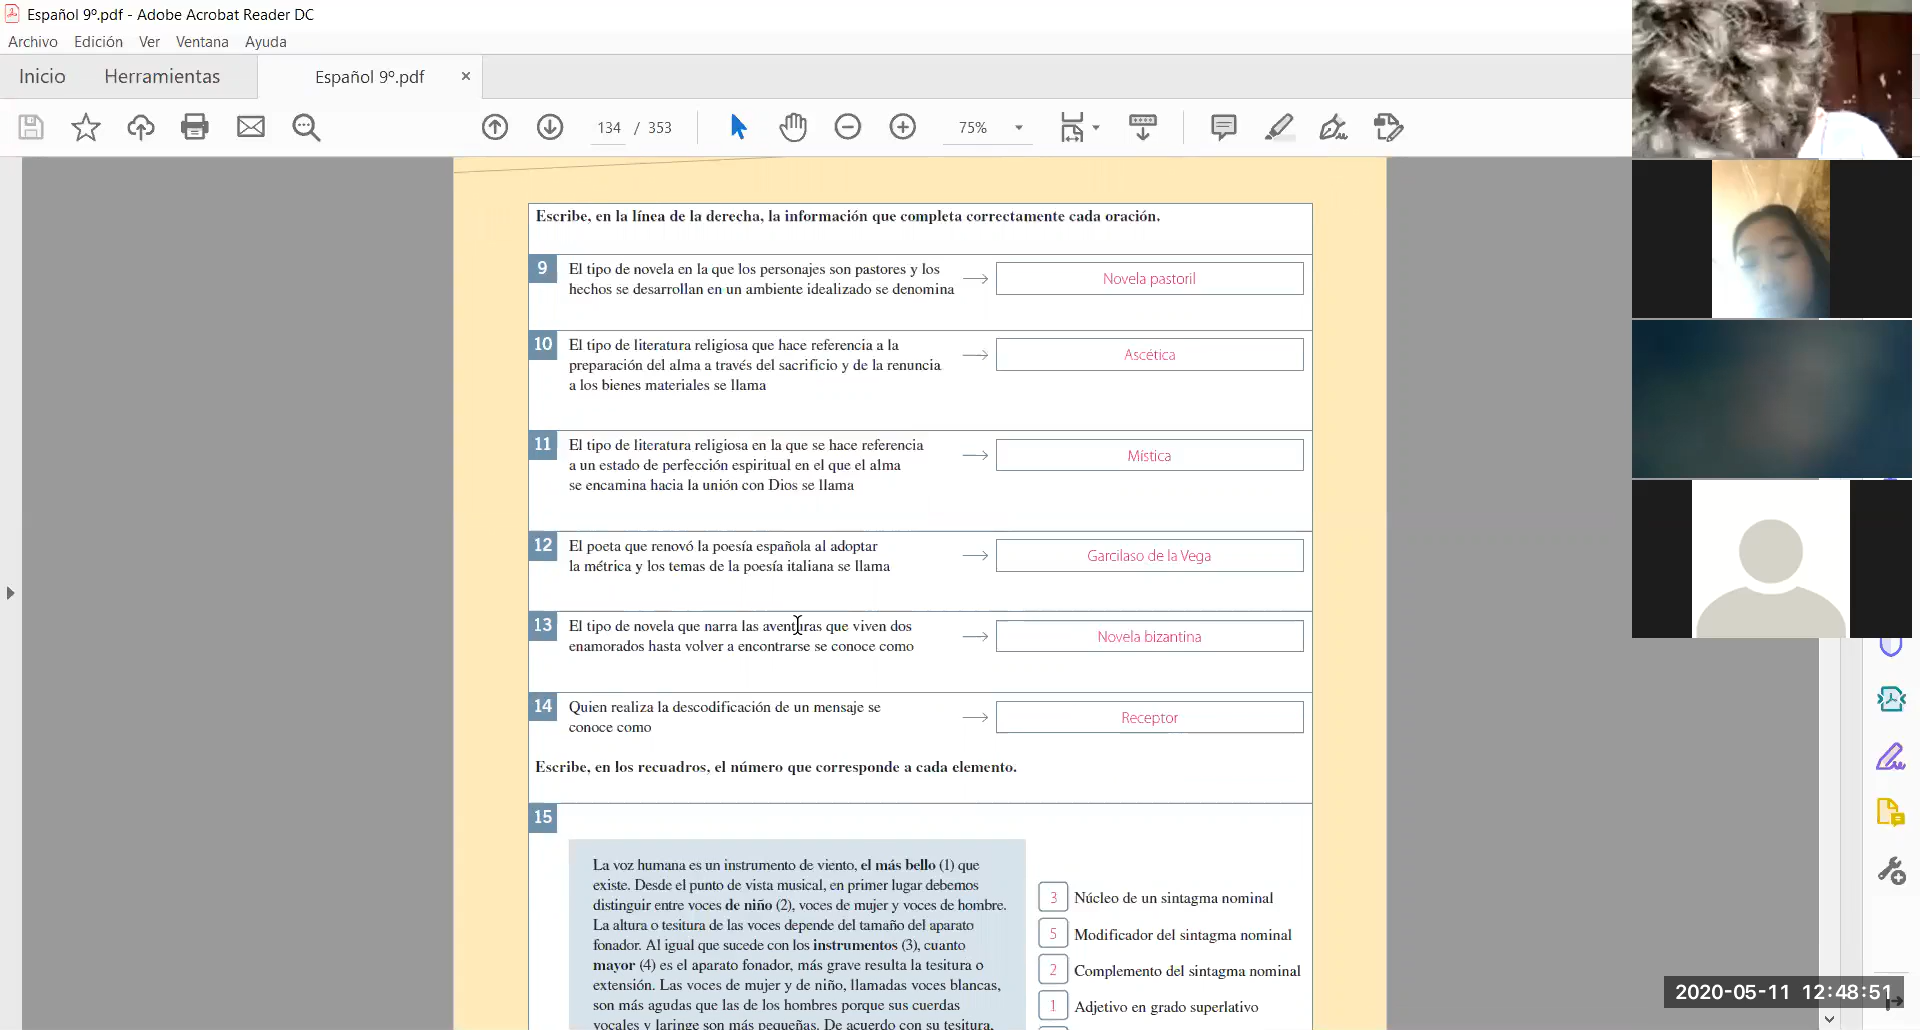 Español 9º.pdf - Adobe Acrobat Reader DC
Archivo Edición Ver Ventana Ayuda
Inicio Herramientas Español 9º.pdf ×
134 / 353 75%
Escribe, en la línea de la derecha, la información que completa correctamente cada oración.
9 El tipo de novela en la que los personajes son pastores y los
hechos se desarrollan en un ambiente idealizado se denomina
Novela pastoril
10 El tipo de literatura religiosa que hace referencia a la
preparación del alma a través del sacrificio y de la renuncia
a los bienes materiales se llama
Ascética
11 El tipo de literatura religiosa en la que se hace referencia
a un estado de perfección espiritual en el que el alma
se encamina hacia la unión con Dios se llama
Mística
12 El poeta que renovó la poesía española al adoptar
la métrica y los temas de la poesía italiana se llama
Garcilaso de la Vega
13 El tipo de novela que narra las aventuras que viven dos
enamorados hasta volver a encontrarse se conoce como
Novela bizantina
14 Quien realiza la descodificación de un mensaje se
conoce como
Receptor
Escribe, en los recuadros, el número que corresponde a cada elemento.
15
La voz humana es un instrumento de viento, el más bello (1) que
existe. Desde el punto de vista musical, en primer lugar debemos
distinguir entre voces de niño (2), voces de mujer y voces de hombre.
La altura o tesitura de las voces depende del tamaño del aparato
fonador. Al igual que sucede con los instrumentos (3), cuanto
mayor (4) es el aparato fonador, más grave resulta la tesitura o
extensión. Las voces de mujer y de niño, llamadas voces blancas,
son más agudas que las de los hombres porque sus cuerdas
vocales y laringe son más pequeñas. De acuerdo con su tesitura,
3 Núcleo de un sintagma nominal
5 Modificador del sintagma nominal
2 Complemento del sintagma nominal
1 Adjetivo en grado superlativo
2020-05-11 12:48:51